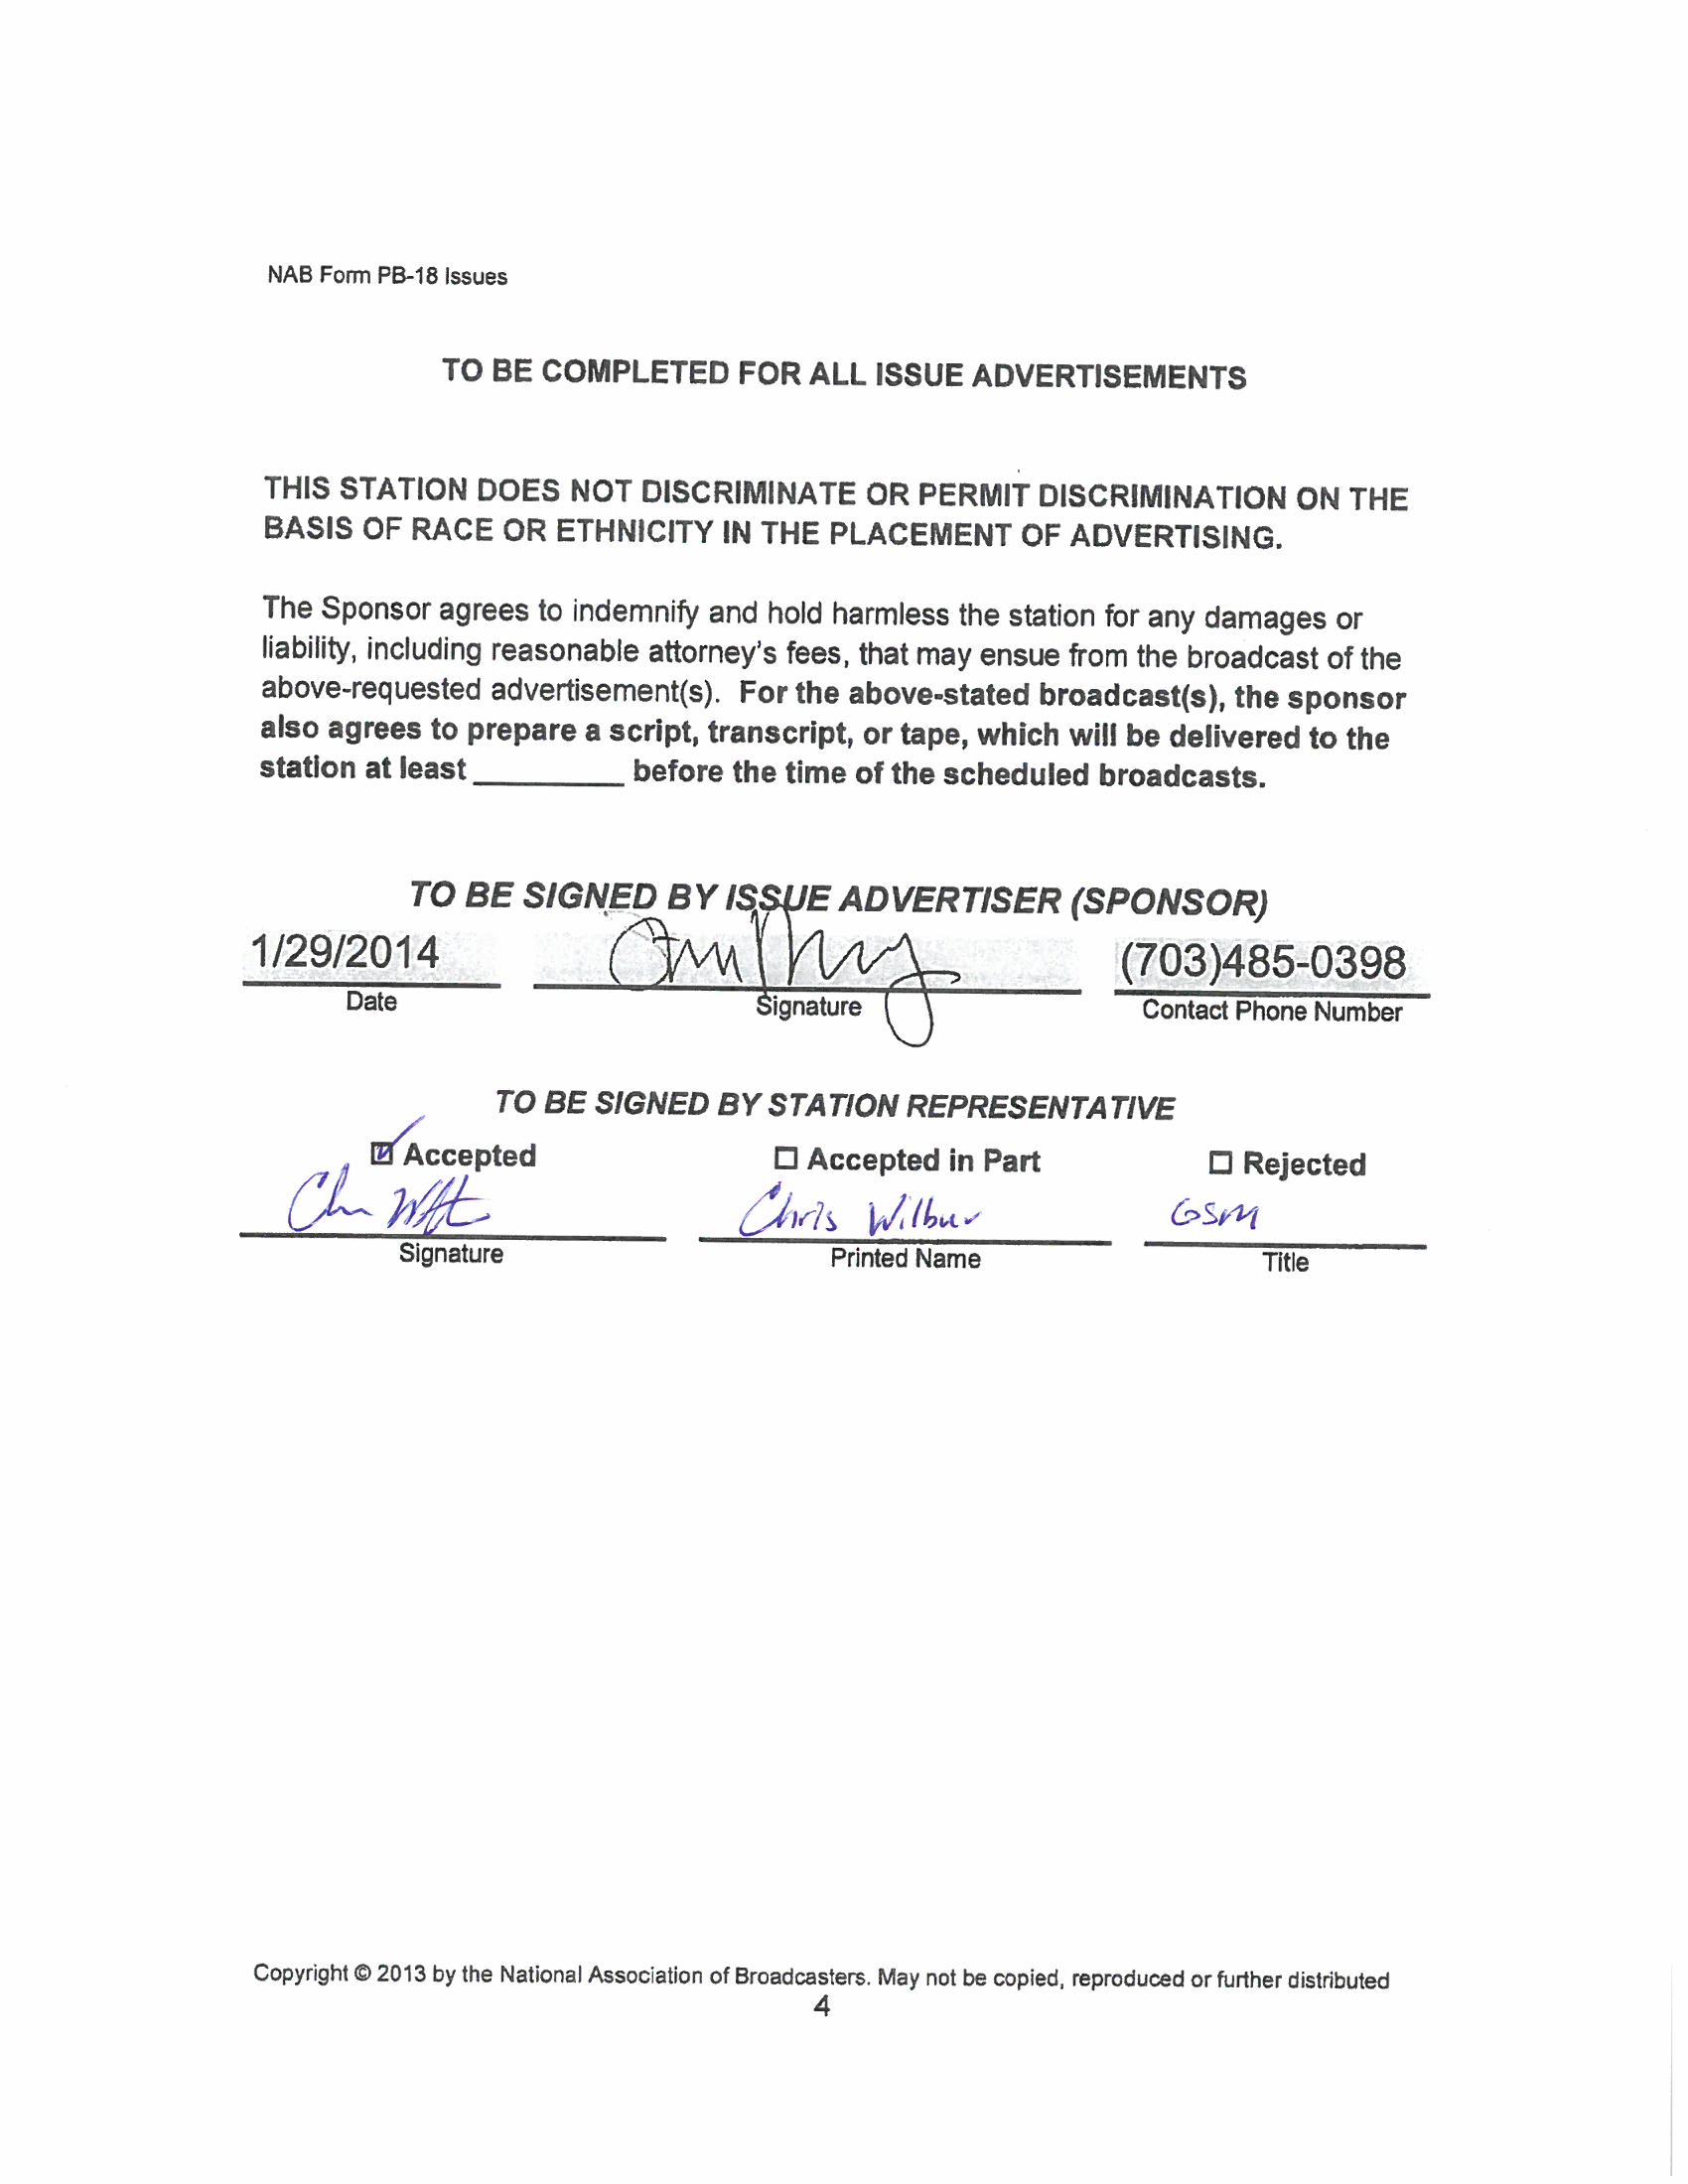 NAB Form PB-18 Issues
TO BE COMPLETED FOR ALL ISSUE ADVERTISEMENTS
THIS STATION DOES NOT DISCRIMINATE OR PERMIT DISCRIMINATION ON THE
BASIS OF RACE OR ETHNICITY IN THE PLACEMENT OF ADVERTISING.
The Sponsor agrees to indemnify and hold harmless the station for any damages or
liability, including reasonable attorney's fees, that may ensue from the broadcast of the
above-requested advertisement(s). For the above-stated broadcast(s), the sponsor
also agrees to prepare a script, transcript, or tape, which will be delivered to the
station at least __________ before the time of the scheduled broadcasts.
TO BE SIGNED BY ISSUE ADVERTISER (SPONSOR)
1/29/2014 (703)485-0398
Date Signature Contact Phone Number
TO BE SIGNED BY STATION REPRESENTATIVE
☑ Accepted ☐ Accepted in Part ☐ Rejected
Chris Wilbur GSM
Signature Printed Name Title
Copyright © 2013 by the National Association of Broadcasters. May not be copied, reproduced or further distributed
4